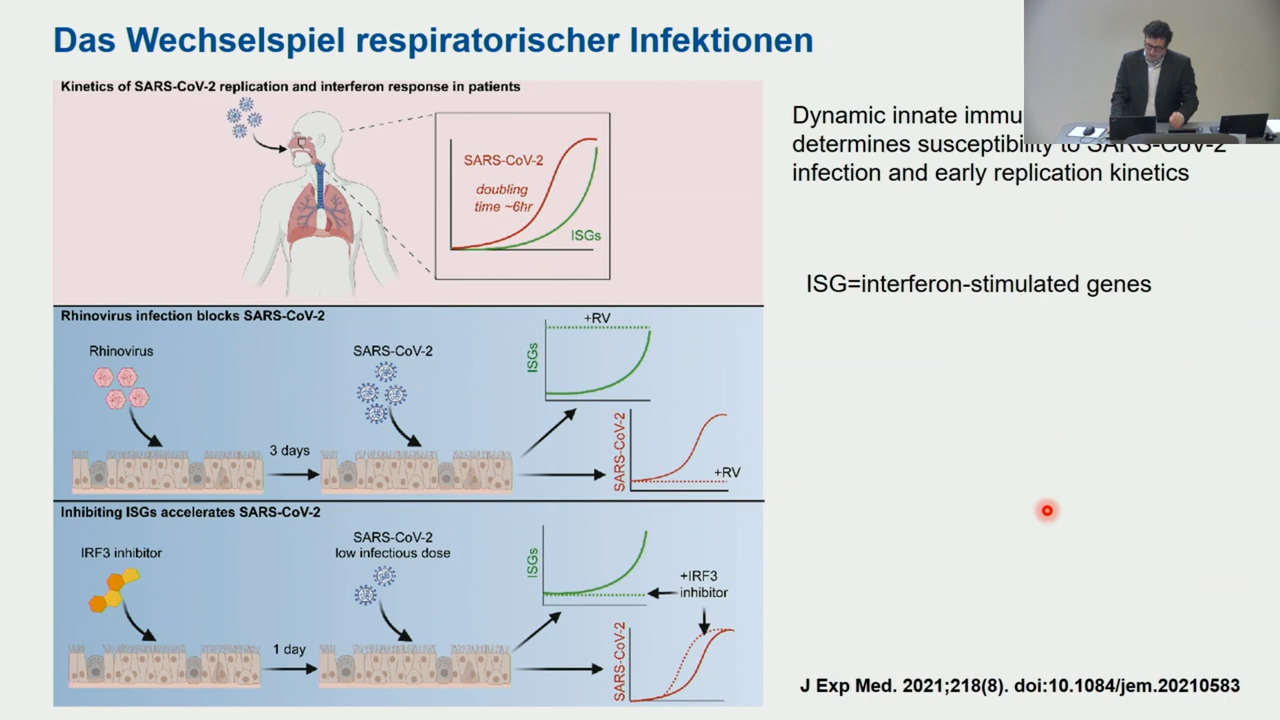 Das Wechselspiel respiratorischer Infektionen
Kinetics of SARS-CoV-2 replication and interferon response in patients
SARS-CoV-2
doubling
time ~6hr
ISGs
Rhinovirus infection blocks SARS-CoV-2
Rhinovirus
SARS-CoV-2
3 days
+RV
ISGs
SARS-CoV-2
+RV
Inhibiting ISGs accelerates SARS-CoV-2
IRF3 inhibitor
SARS-CoV-2
low infectious dose
1 day
ISGs
+IRF3
inhibitor
SARS-CoV-2
Dynamic innate
determines susceptibility to SARS-CoV-2
infection and early replication kinetics
ISG=interferon-stimulated genes
J Exp Med. 2021;218(8). doi:10.1084/jem.20210583